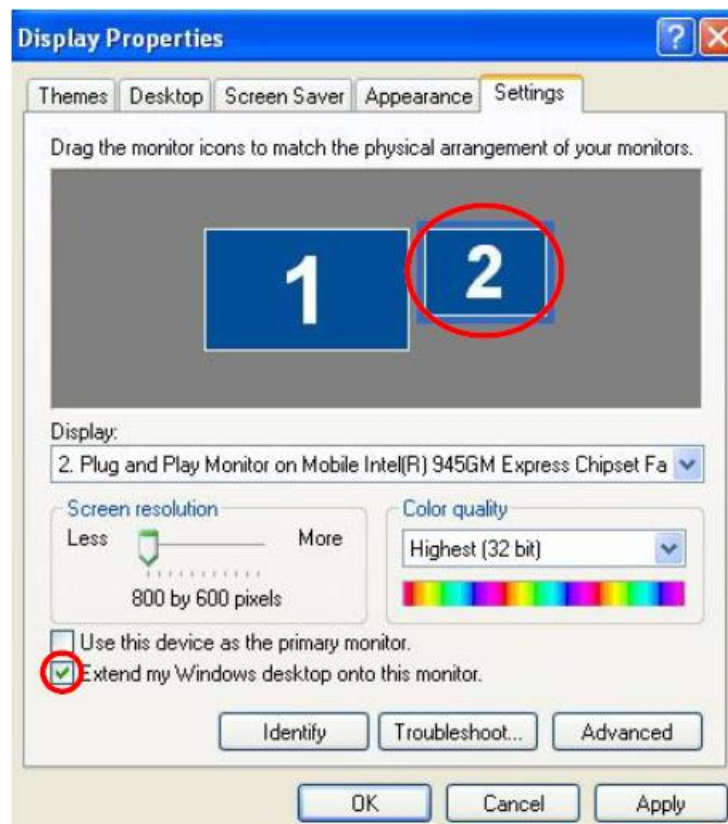 Display Properties
?
X
Themes Desktop Screen Saver Appearance Settings
Drag the monitor icons to match the physical arrangement of your monitors.
1 2
Display:
2. Plug and Play Monitor on Mobile Intel(R) 945GM Express Chipset Fa
Screen resolution
Less More
800 by 600 pixels
Color quality
Highest (32 bit)
Use this device as the primary monitor.
Extend my Windows desktop onto this monitor.
Identify Troubleshoot... Advanced
OK Cancel Apply